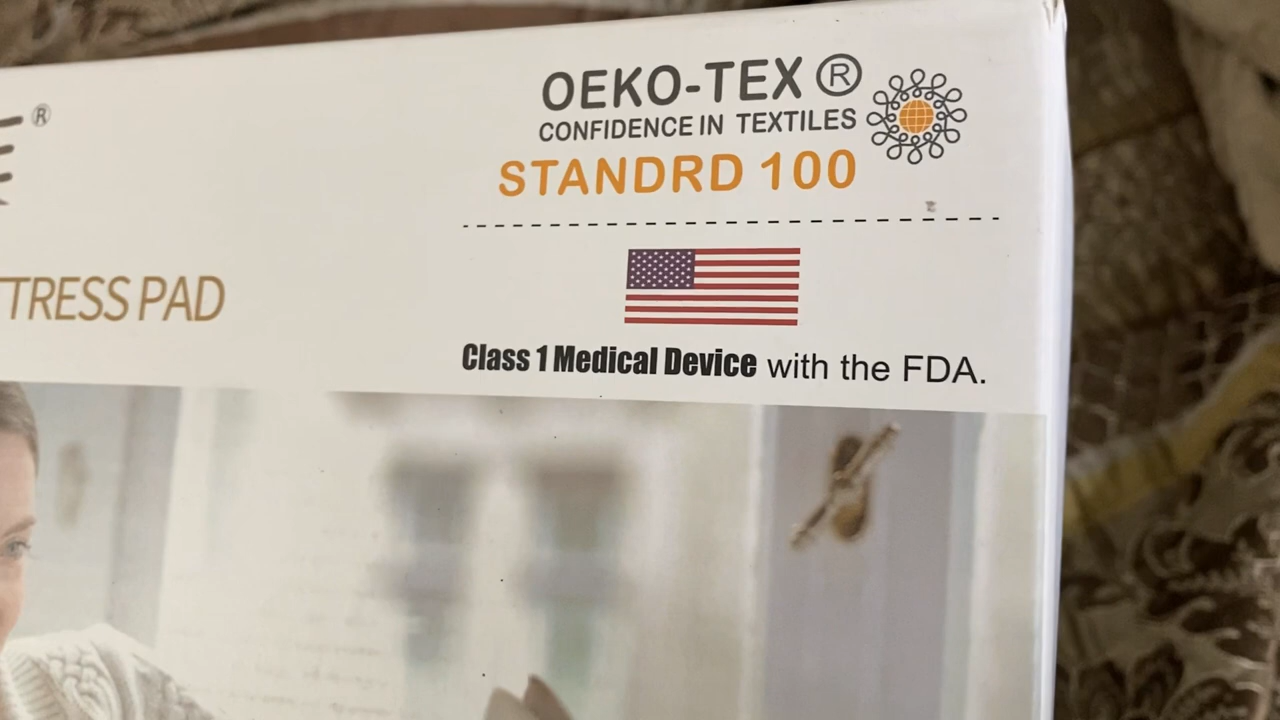 OEKO-TEX ®
CONFIDENCE IN TEXTILES
STANDRD 100
®
TRESS PAD
Class 1 Medical Device with the FDA.